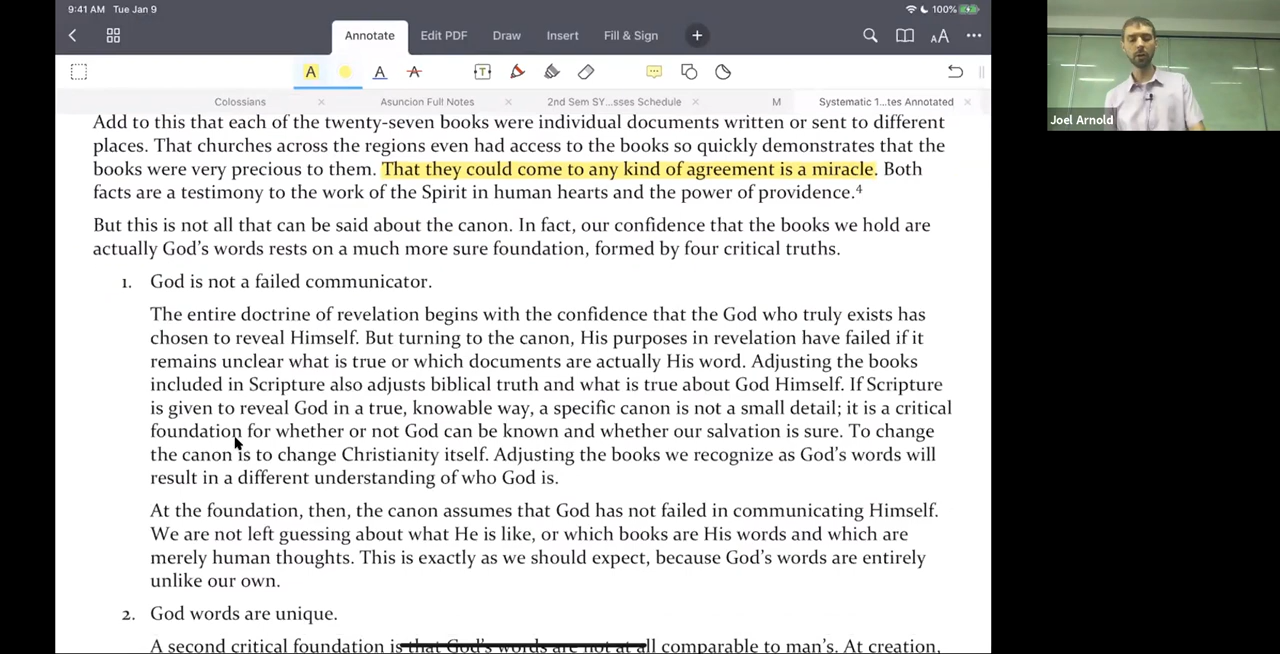 9:41 AM Tue Jan 9
100%
Annotate
Edit PDF
Draw
Insert
Fill & Sign
Colossians
Asuncion Full Notes
2nd Sem SY...sses Schedule
M
Systematic 1...tes Annotated
Add to this that each of the twenty-seven books were individual documents written or sent to different
places. That churches across the regions even had access to the books so quickly demonstrates that the
books were very precious to them. That they could come to any kind of agreement is a miracle. Both
facts are a testimony to the work of the Spirit in human hearts and the power of providence.4
But this is not all that can be said about the canon. In fact, our confidence that the books we hold are
actually God's words rests on a much more sure foundation, formed by four critical truths.
1. God is not a failed communicator.
The entire doctrine of revelation begins with the confidence that the God who truly exists has
chosen to reveal Himself. But turning to the canon, His purposes in revelation have failed if it
remains unclear what is true or which documents are actually His word. Adjusting the books
included in Scripture also adjusts biblical truth and what is true about God Himself. If Scripture
is given to reveal God in a true, knowable way, a specific canon is not a small detail; it is a critical
foundation for whether or not God can be known and whether our salvation is sure. To change
the canon is to change Christianity itself. Adjusting the books we recognize as God's words will
result in a different understanding of who God is.
At the foundation, then, the canon assumes that God has not failed in communicating Himself.
We are not left guessing about what He is like, or which books are His words and which are
merely human thoughts. This is exactly as we should expect, because God's words are entirely
unlike our own.
2. God words are unique.
A second critical foundation is that God's words are not at all comparable to man's. At creation,
Joel Arnold